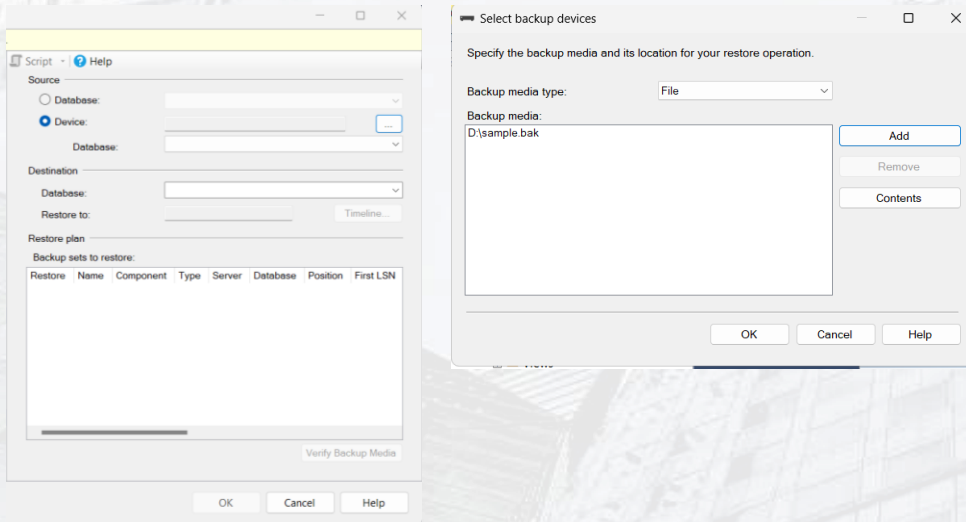 Script
Help
Source
Database:
Device:
...
Database:
Destination
Database:
Restore to:
Timeline...
Restore plan
Backup sets to restore:
Restore Name Component Type Server Database Position First LSN
Verify Backup Media
OK Cancel Help
Select backup devices
Specify the backup media and its location for your restore operation.
Backup media type: File
Backup media:
D:\sample.bak
Add
Remove
Contents
OK Cancel Help
Views